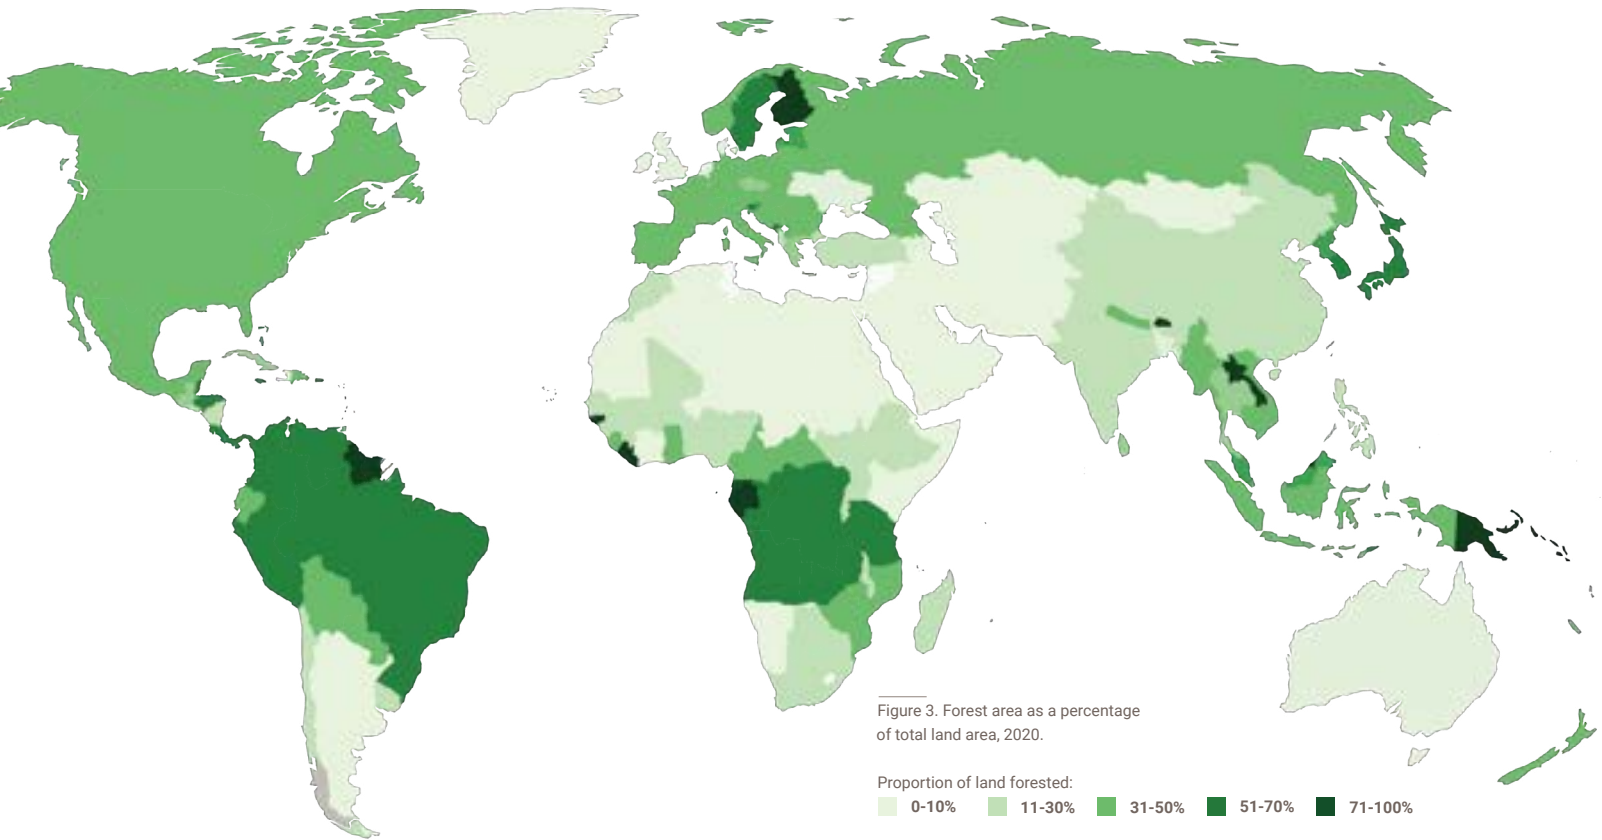 Figure 3. Forest area as a percentage
of total land area, 2020.
Proportion of land forested:
0-10% 11-30% 31-50% 51-70% 71-100%